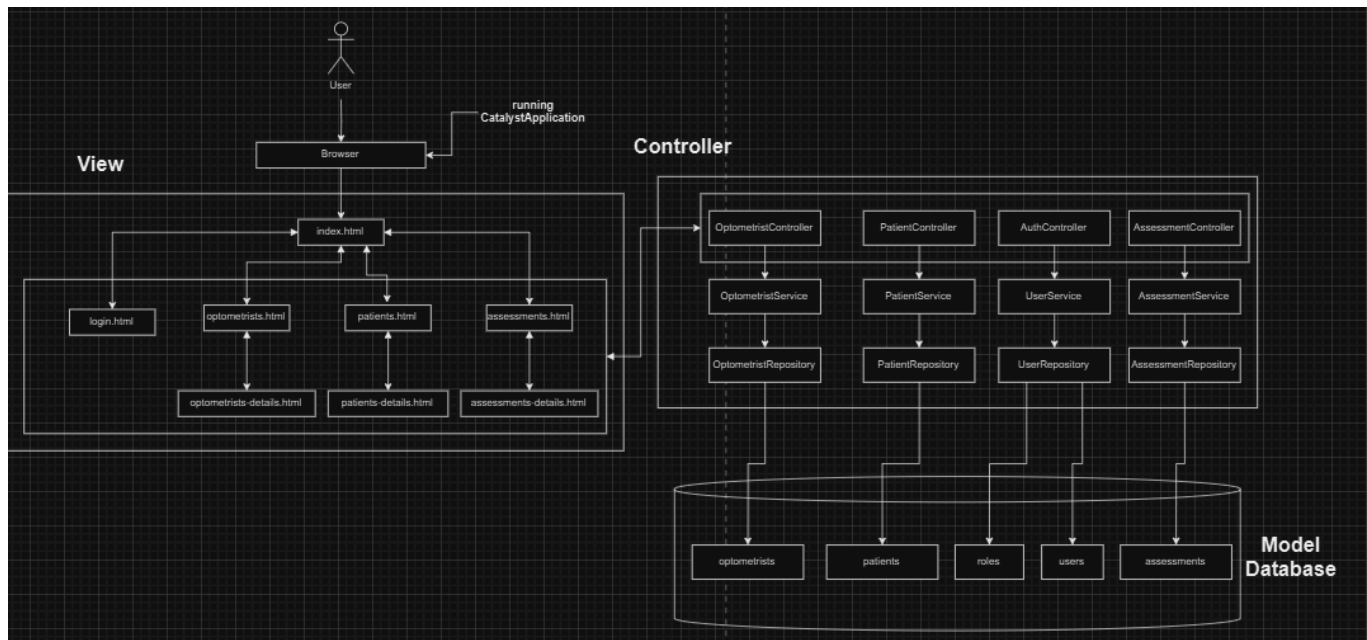 User
running
CatalystApplication
Browser
View
Controller
index.html
OptometristController
PatientController
AuthController
AssessmentController
login.html
optometrists.html
patients.html
assessments.html
OptometristService
PatientService
UserService
AssessmentService
OptometristRepository
PatientRepository
UserRepository
AssessmentRepository
optometrists-details.html
patients-details.html
assessments-details.html
optometrists
patients
roles
users
assessments
Model
Database